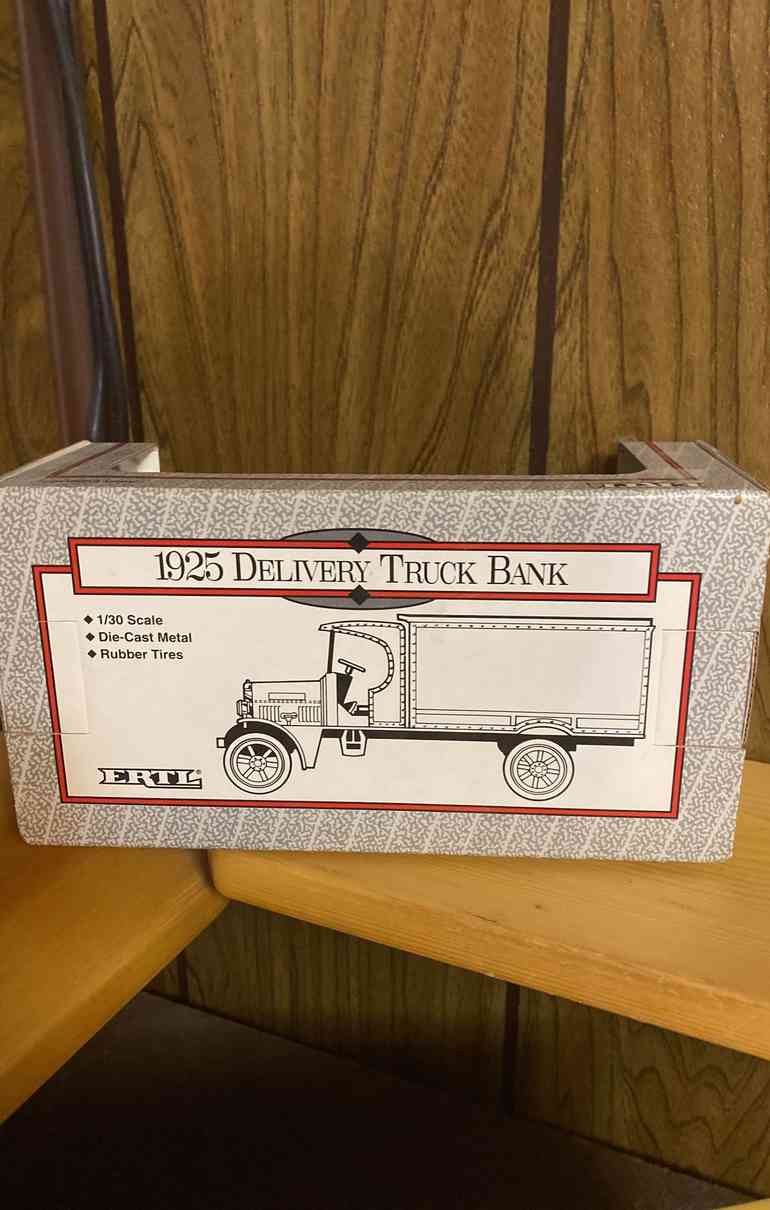 1925 Delivery Truck Bank
◆ 1/30 Scale
◆ Die-Cast Metal
◆ Rubber Tires
ERTL®